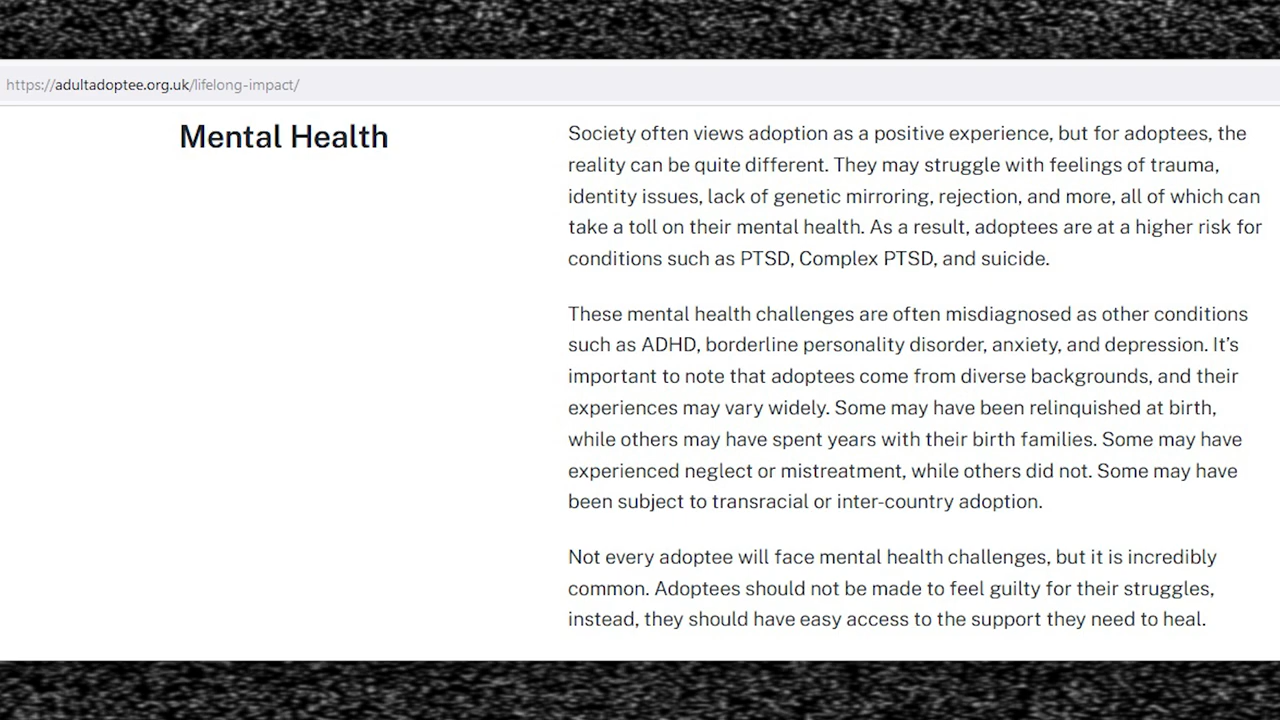 https://adultadoptee.org.uk/lifelong-impact/
Mental Health
Society often views adoption as a positive experience, but for adoptees, the
reality can be quite different. They may struggle with feelings of trauma,
identity issues, lack of genetic mirroring, rejection, and more, all of which can
take a toll on their mental health. As a result, adoptees are at a higher risk for
conditions such as PTSD, Complex PTSD, and suicide.
These mental health challenges are often misdiagnosed as other conditions
such as ADHD, borderline personality disorder, anxiety, and depression. It’s
important to note that adoptees come from diverse backgrounds, and their
experiences may vary widely. Some may have been relinquished at birth,
while others may have spent years with their birth families. Some may have
experienced neglect or mistreatment, while others did not. Some may have
been subject to transracial or inter-country adoption.
Not every adoptee will face mental health challenges, but it is incredibly
common. Adoptees should not be made to feel guilty for their struggles,
instead, they should have easy access to the support they need to heal.